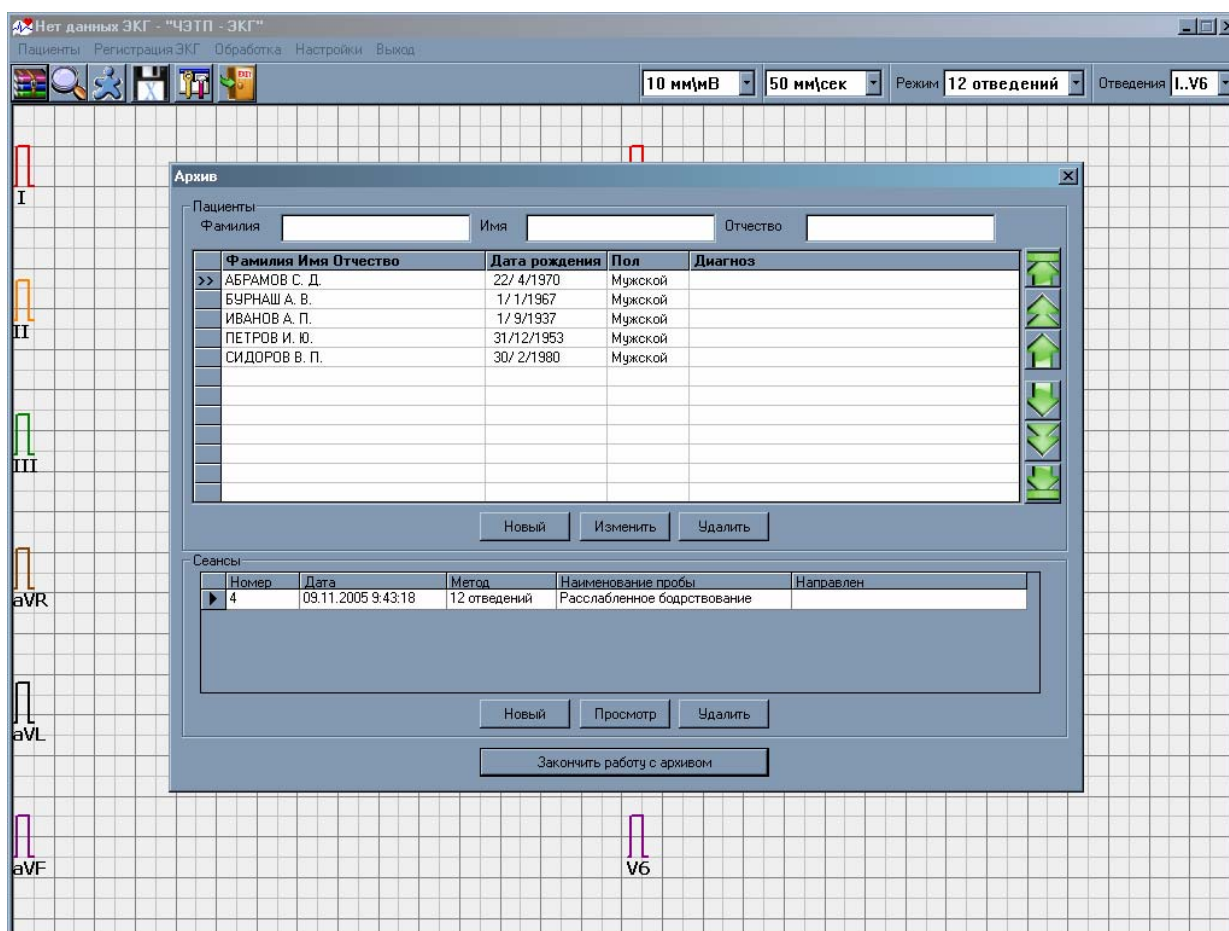 Нет данных ЭКГ - "ЧЭТП - ЭКГ"
Пациенты Регистрация ЭКГ Обработка Настройки Выход
EXIT 10 мм\мВ 50 мм\сек Режим 12 отведений Отведения I..V6
I
Архив
Пациенты
Фамилия Имя Отчество
Фамилия Имя Отчество Дата рождения Пол Диагноз
>> АБРАМОВ С. Д. 22/ 4/1970 Мужской
БУРНАШ А. В. 1/ 1/1967 Мужской
ИВАНОВ А. П. 1/ 9/1937 Мужской
II
ПЕТРОВ И. Ю. 31/12/1953 Мужской
СИДОРОВ В. П. 30/ 2/1980 Мужской
III
Новый Изменить Удалить
Сеансы
Номер Дата Метод Наименование пробы Направлен
4 09.11.2005 9:43:18 12 отведений Расслабленное бодрствование
aVR
Новый Просмотр Удалить
aVL
Закончить работу с архивом
aVF V6